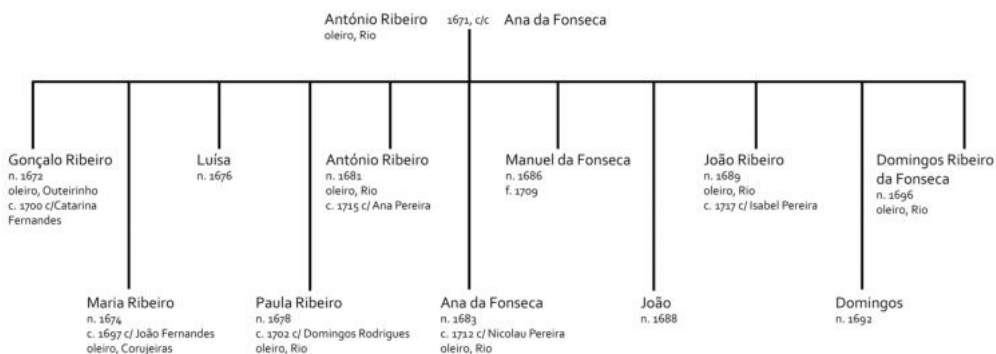 António Ribeiro 1671, c/c Ana da Fonseca
oleiro, Rio
Gonçalo Ribeiro
n. 1672
oleiro, Outeirinho
c. 1700 c/Catarina
Fernandes
Luísa
n. 1676
António Ribeiro
n. 1681
oleiro, Rio
c. 1715 c/ Ana Pereira
Manuel da Fonseca
n. 1686
f. 1709
João Ribeiro
n. 1689
oleiro, Rio
c. 1717 c/ Isabel Pereira
Domingos Ribeiro
da Fonseca
n. 1696
oleiro, Rio
Maria Ribeiro
n. 1674
c. 1697 c/ João Fernandes
oleiro, Corujeiras
Paula Ribeiro
n. 1678
c. 1702 c/ Domingos Rodrigues
oleiro, Rio
Ana da Fonseca
n. 1683
c. 1712 c/ Nicolau Pereira
oleiro, Rio
João
n. 1688
Domingos
n. 1692